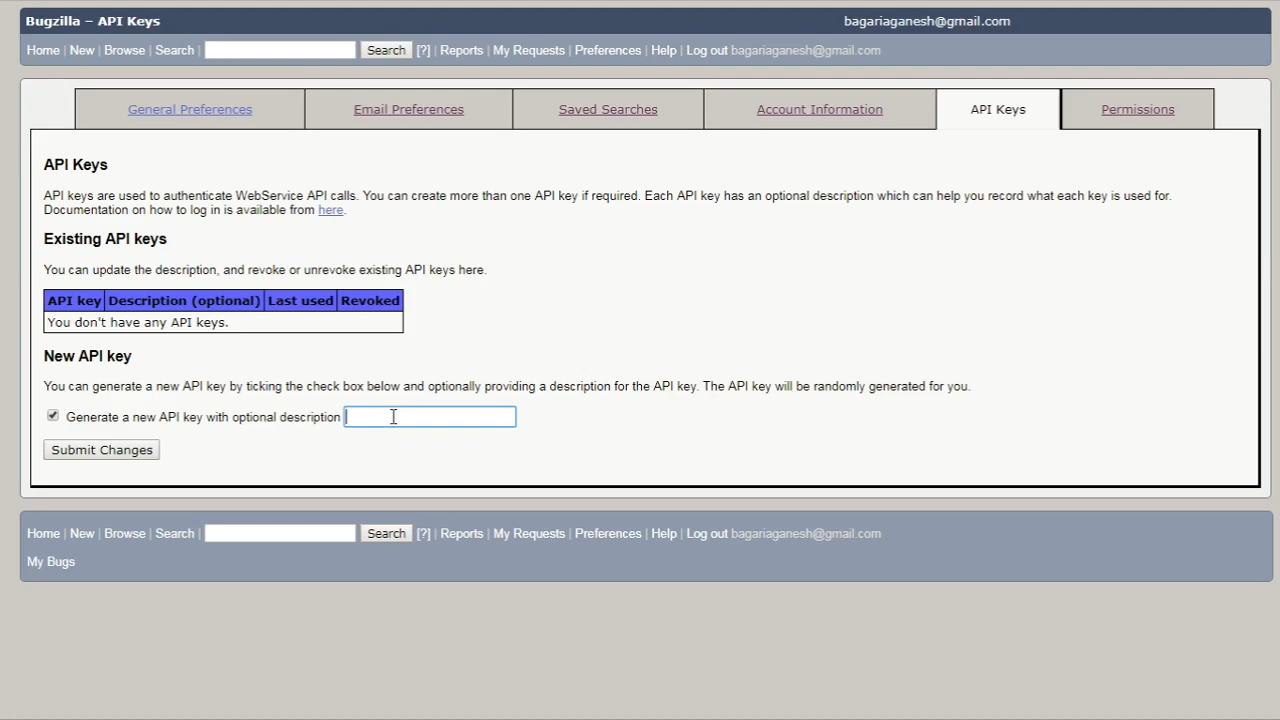 Bugzilla – API Keys bagariaganesh@gmail.com
Home | New | Browse | Search | Search [?] | Reports | My Requests | Preferences | Help | Log out bagariaganesh@gmail.com
General Preferences Email Preferences Saved Searches Account Information API Keys Permissions
API Keys
API keys are used to authenticate WebService API calls. You can create more than one API key if required. Each API key has an optional description which can help you record what each key is used for.
Documentation on how to log in is available from here.
Existing API keys
You can update the description, and revoke or unrevoke existing API keys here.
API key Description (optional) Last used Revoked
You don't have any API keys.
New API key
You can generate a new API key by ticking the check box below and optionally providing a description for the API key. The API key will be randomly generated for you.
Generate a new API key with optional description
Submit Changes
Home | New | Browse | Search | Search [?] | Reports | My Requests | Preferences | Help | Log out bagariaganesh@gmail.com
My Bugs